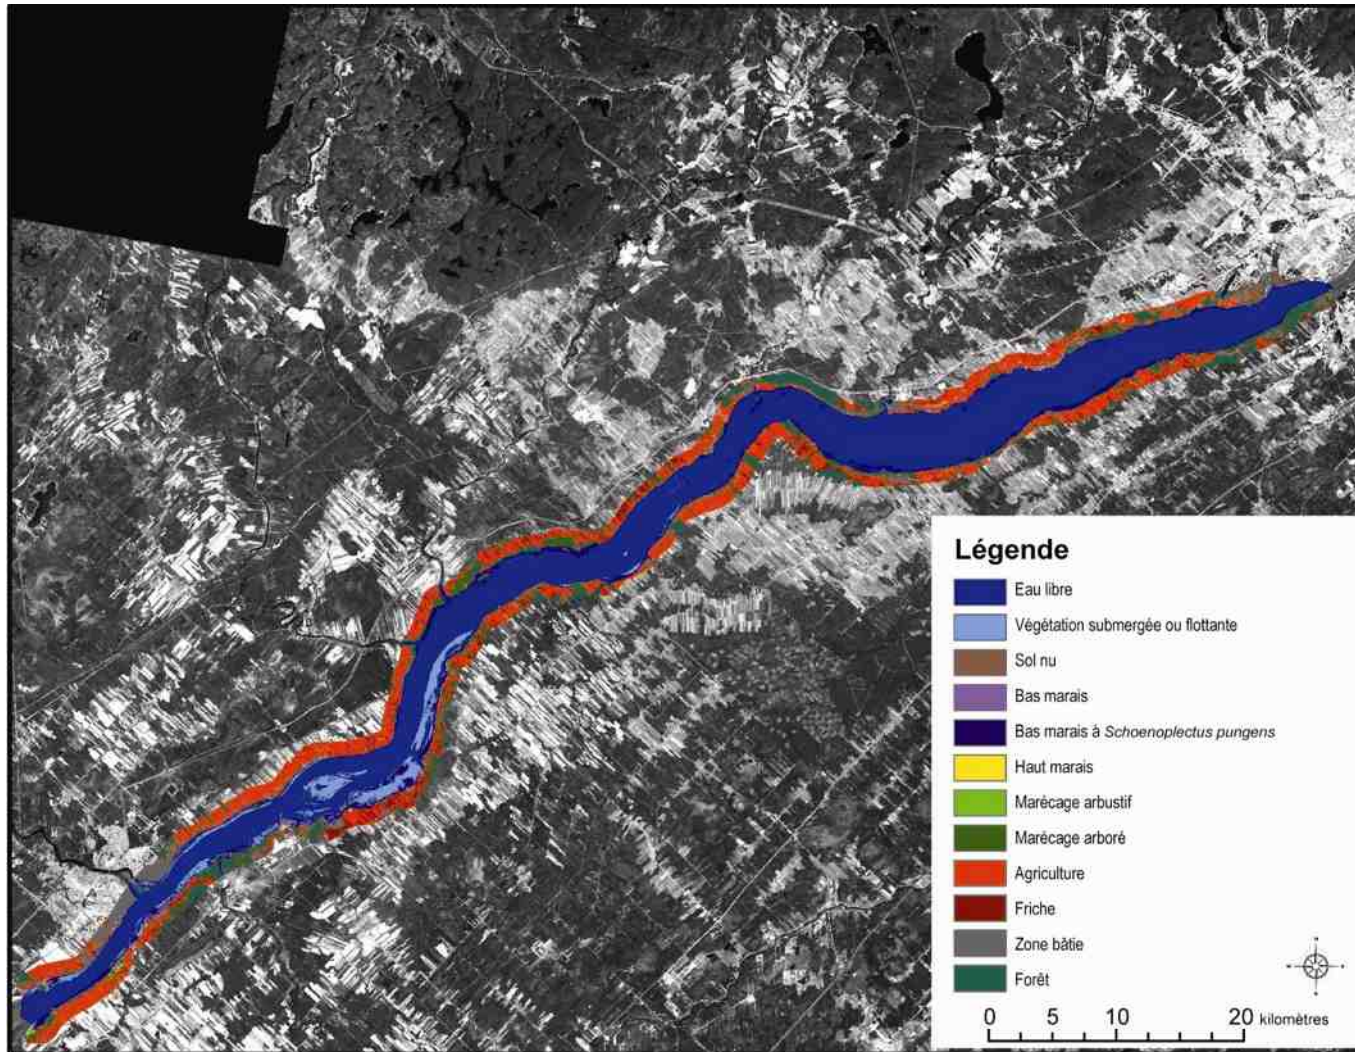 Légende
Eau libre
Végétation submergée ou flottante
Sol nu
Bas marais
Bas marais à Schoenoplectus pungens
Haut marais
Marécage arbustif
Marécage arboré
Agriculture
Friche
Zone bâtie
Forêt
0 5 10 20 kilomètres